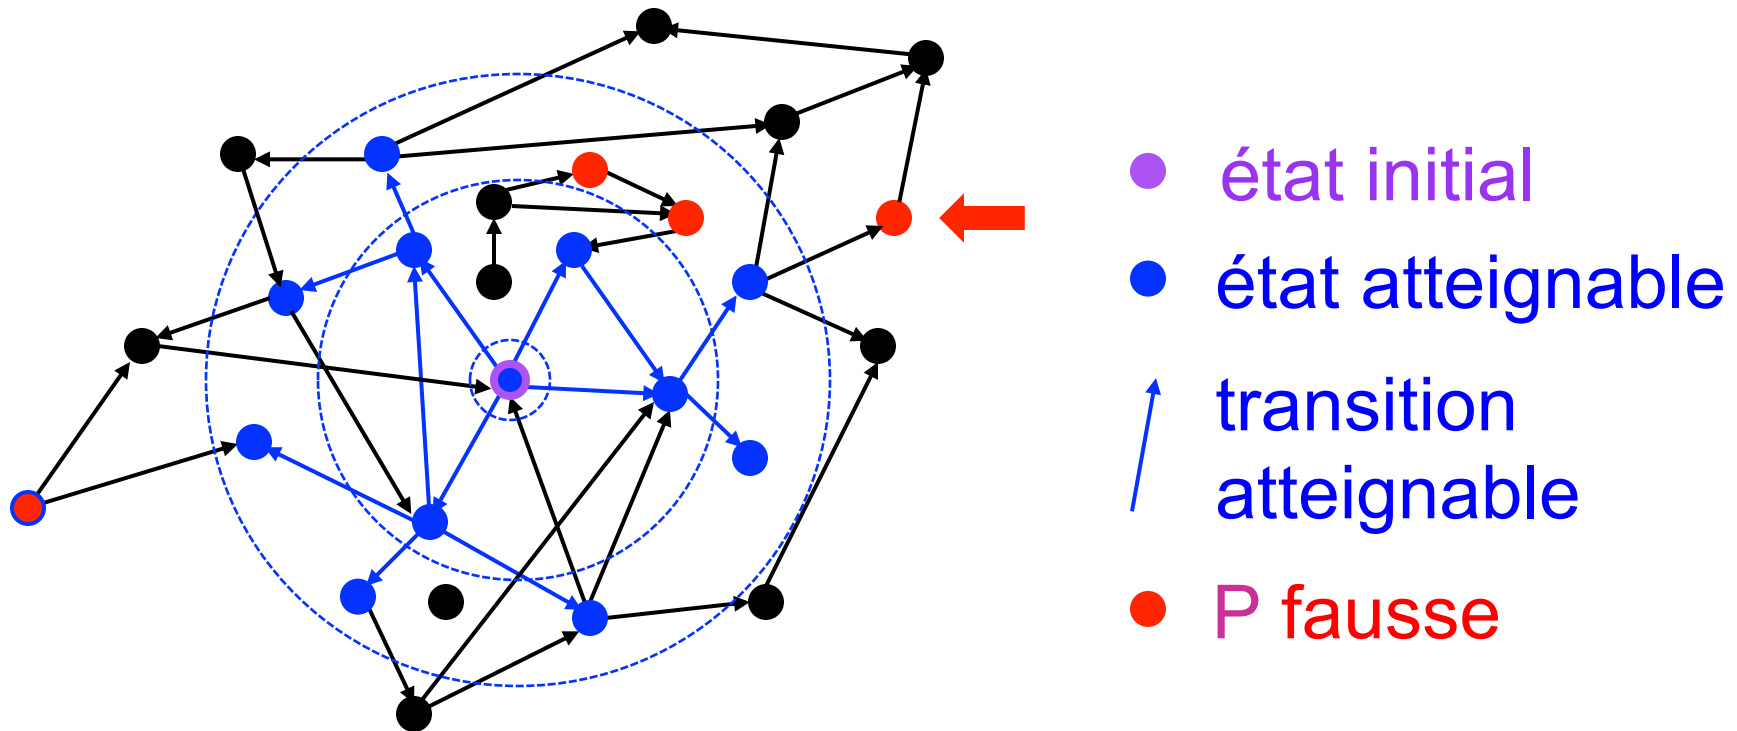 état initial
état atteignable
transition
atteignable
P fausse